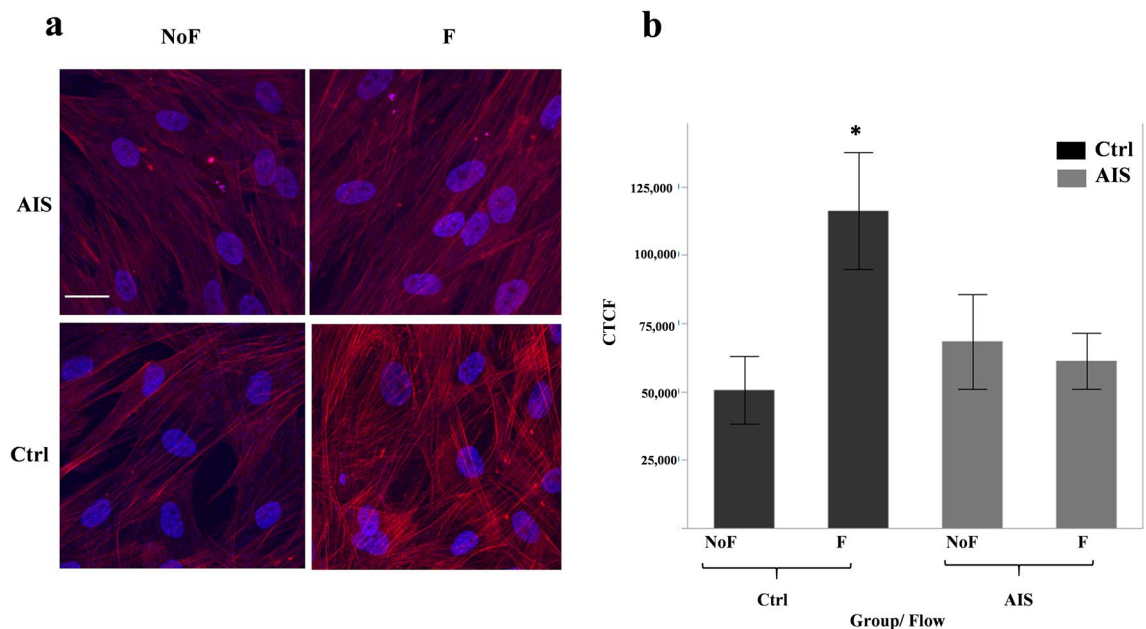 a
NoF
F
AIS
Ctrl
b
*
Ctrl
AIS
125,000
100,000
75,000
50,000
25,000
CTCF
NoF
F
NoF
F
Ctrl
AIS
Group/ Flow